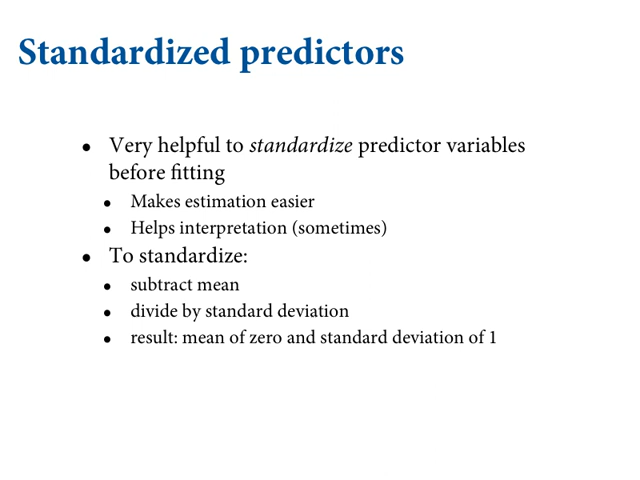 Standardized predictors
• Very helpful to standardize predictor variables
before fitting
• Makes estimation easier
• Helps interpretation (sometimes)
• To standardize:
• subtract mean
• divide by standard deviation
• result: mean of zero and standard deviation of 1